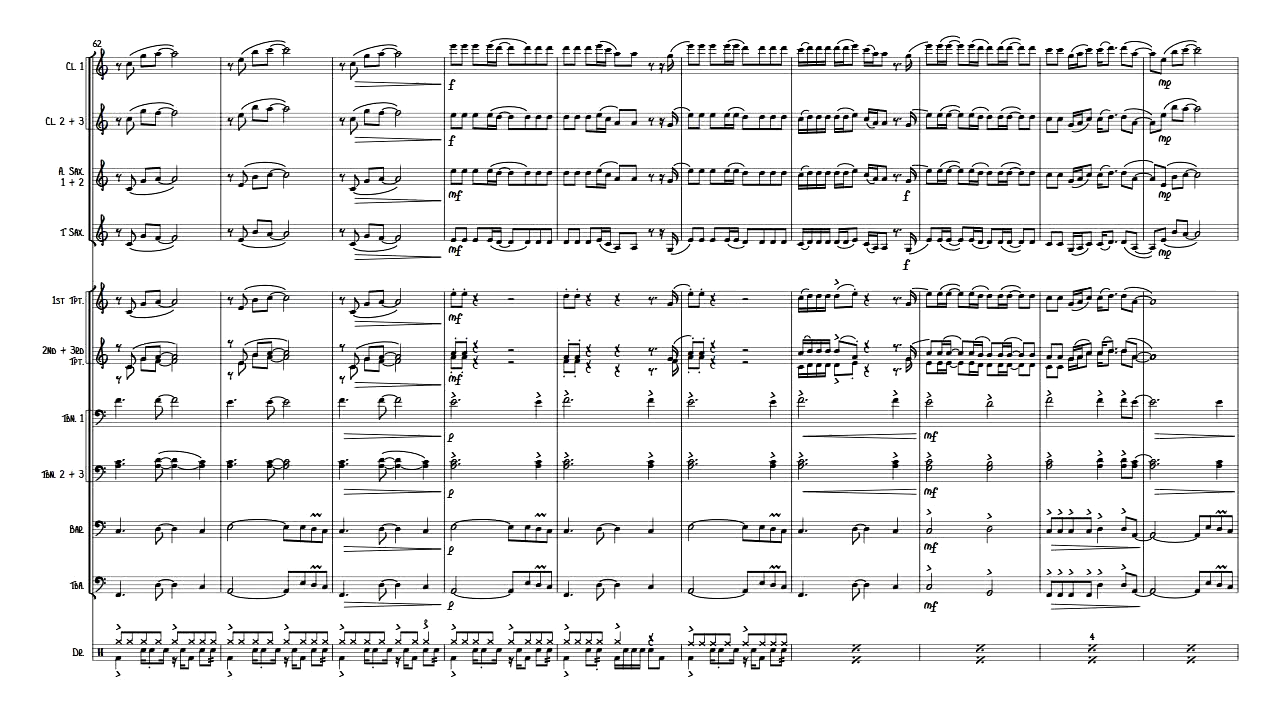 62
Cl. 1
f
mp
Cl. 2 + 3
f
mp
A. Sax.
1 + 2
mf
f
mp
T Sax.
mf
f
mp
1st Tpt.
mf
2nd + 3rd
Tpt.
mf
Tbn. 1
p
mf
Tbn. 2 + 3
p
mf
Bar.
p
mf
Tba.
p
mf
3
4
Dr.